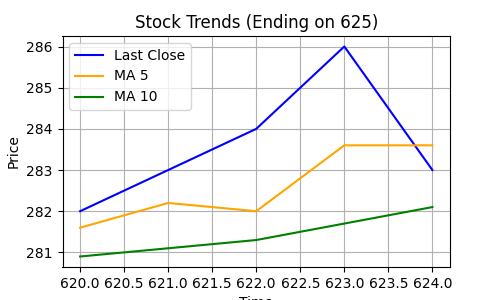 Stock Trends (Ending on 625)
Last Close
MA 5
MA 10
Price
286
285
284
283
282
281
620.0 620.5 621.0 621.5 622.0 622.5 623.0 623.5 624.0
Time